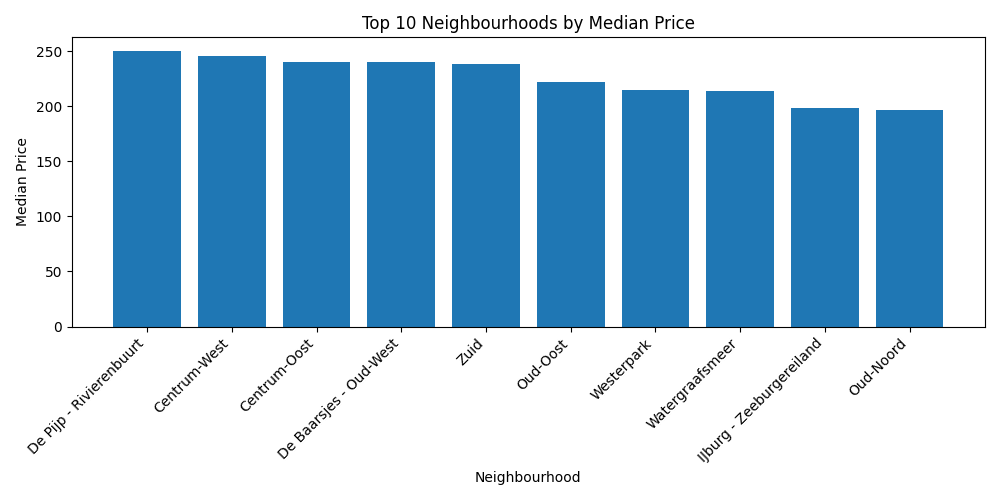 Top 10 Neighbourhoods by Median Price
Median Price
250
200
150
100
50
0
De Pijp - Rivierenbuurt
Centrum-West
Centrum-Oost
De Baarsjes - Oud-West
Zuid
Oud-Oost
Westerpark
Watergraafsmeer
IJburg - Zeeburgereiland
Oud-Noord
Neighbourhood